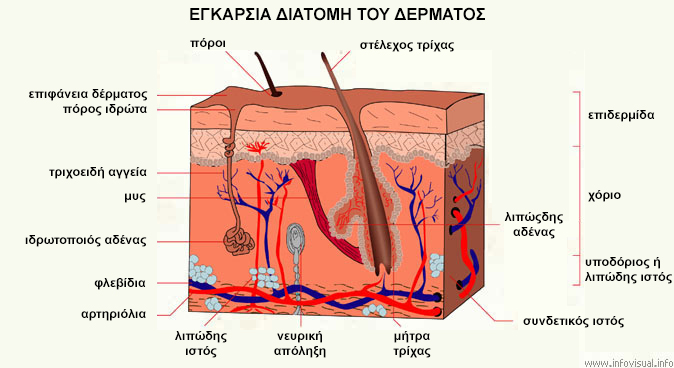 ΕΓΚΑΡΣΙΑ ΔΙΑΤΟΜΗ ΤΟΥ ΔΕΡΜΑΤΟΣ
πόροι
στέλεχος τρίχας
επιφάνεια δέρματος
πόρος ιδρώτα
επιδερμίδα
τριχοειδή αγγεία
μυς
χόριο
λιπώςδης
αδένας
ιδρωτοποιός αδένας
υποδόριος ή
λιπώδης ιστός
φλεβίδια
αρτηριόλια
συνδετικός ιστός
λιπώδης
ιστός
νευρική
απόληξη
μήτρα
τρίχας
www.infovisual.info